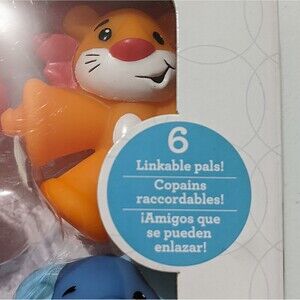 6
Linkable pals!
Copains
raccordables!
¡Amigos que
se pueden
enlazar!